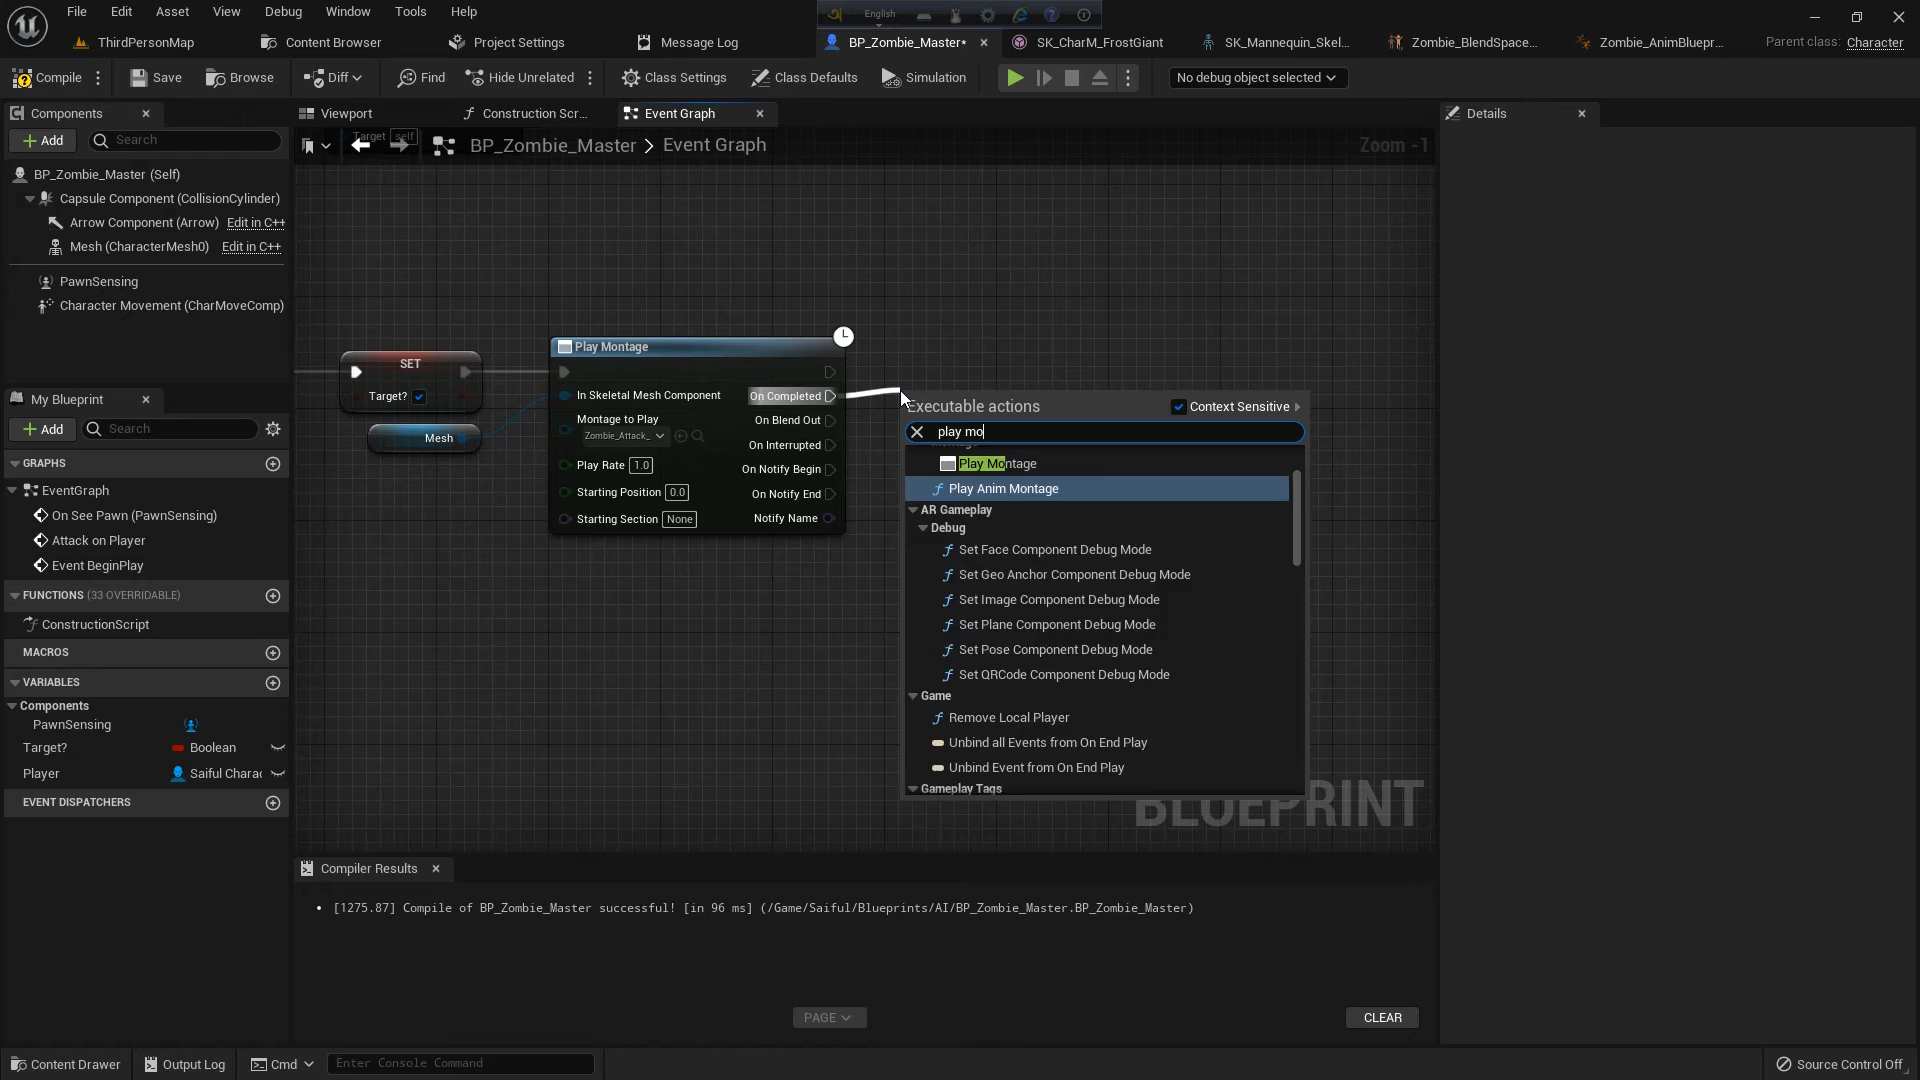 File Edit Asset View Debug Window Tools Help
English
ThirdPersonMap Content Browser Project Settings Message Log BP_Zombie_Master* SK_CharM_FrostGiant SK_Mannequin_Skel... Zombie_BlendSpace... Zombie_AnimBluepr...
Parent class: Character
Compile Save Browse Diff Find Hide Unrelated Class Settings Class Defaults Simulation No debug object selected
Components
Viewport Construction Scr... Event Graph
Details
Add Search
Target self
BP_Zombie_Master > Event Graph
Zoom -1
BP_Zombie_Master (Self)
Capsule Component (CollisionCylinder)
Arrow Component (Arrow) Edit in C++
Mesh (CharacterMesh0) Edit in C++
PawnSensing
Character Movement (CharMoveComp)
My Blueprint
Add Search
GRAPHS
EventGraph
On See Pawn (PawnSensing)
Attack on Player
Event BeginPlay
FUNCTIONS (33 OVERRIDABLE)
ConstructionScript
MACROS
VARIABLES
Components
PawnSensing
Target? Boolean
Player Saiful Charac
EVENT DISPATCHERS
SET
Target?
Mesh
Play Montage
In Skeletal Mesh Component
On Completed
Montage to Play
Zombie_Attack_
On Blend Out
On Interrupted
Play Rate 1.0
On Notify Begin
Starting Position 0.0
On Notify End
Starting Section None
Notify Name
Executable actions
Context Sensitive
play mo
Montage
Play Montage
Play Anim Montage
AR Gameplay
Debug
Set Face Component Debug Mode
Set Geo Anchor Component Debug Mode
Set Image Component Debug Mode
Set Plane Component Debug Mode
Set Pose Component Debug Mode
Set QRCode Component Debug Mode
Game
Remove Local Player
Unbind all Events from On End Play
Unbind Event from On End Play
Gameplay Tags
BLUEPRINT
Compiler Results
[1275.87] Compile of BP_Zombie_Master successful! [in 96 ms] (/Game/Saiful/Blueprints/AI/BP_Zombie_Master.BP_Zombie_Master)
PAGE
CLEAR
Content Drawer Output Log Cmd Enter Console Command
Source Control Off